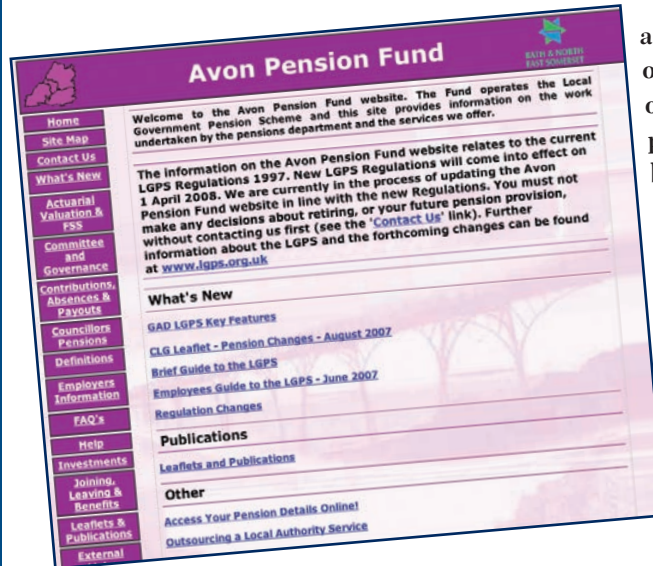 Avon Pension Fund
BATH & NORTH
EAST SOMERSET
Home
Site Map
Contact Us
What's New
Actuarial
Valuation &
FSS
Committee
and
Governance
Contributions,
Absences &
Payouts
Councillors
Pensions
Definitions
Employers
Information
FAQ's
Help
Investments
Joining,
Leaving &
Benefits
Leaflets &
Publications
External
Welcome to the Avon Pension Fund website. The Fund operates the Local
Government Pension Scheme and this site provides information on the work
undertaken by the pensions department and the services we offer.
The information on the Avon Pension Fund website relates to the current
LGPS Regulations 1997. New LGPS Regulations will come into effect on
1 April 2008. We are currently in the process of updating the Avon
Pension Fund website in line with the new Regulations. You must not
make any decisions about retiring, or your future pension provision,
without contacting us first (see the 'Contact Us' link). Further
information about the LGPS and the forthcoming changes can be found
at www.lgps.org.uk
What's New
GAD LGPS Key Features
CLG Leaflet - Pension Changes - August 2007
Brief Guide to the LGPS
Employees Guide to the LGPS - June 2007
Regulation Changes
Publications
Leaflets and Publications
Other
Access Your Pension Details Online!
Outsourcing a Local Authority Service